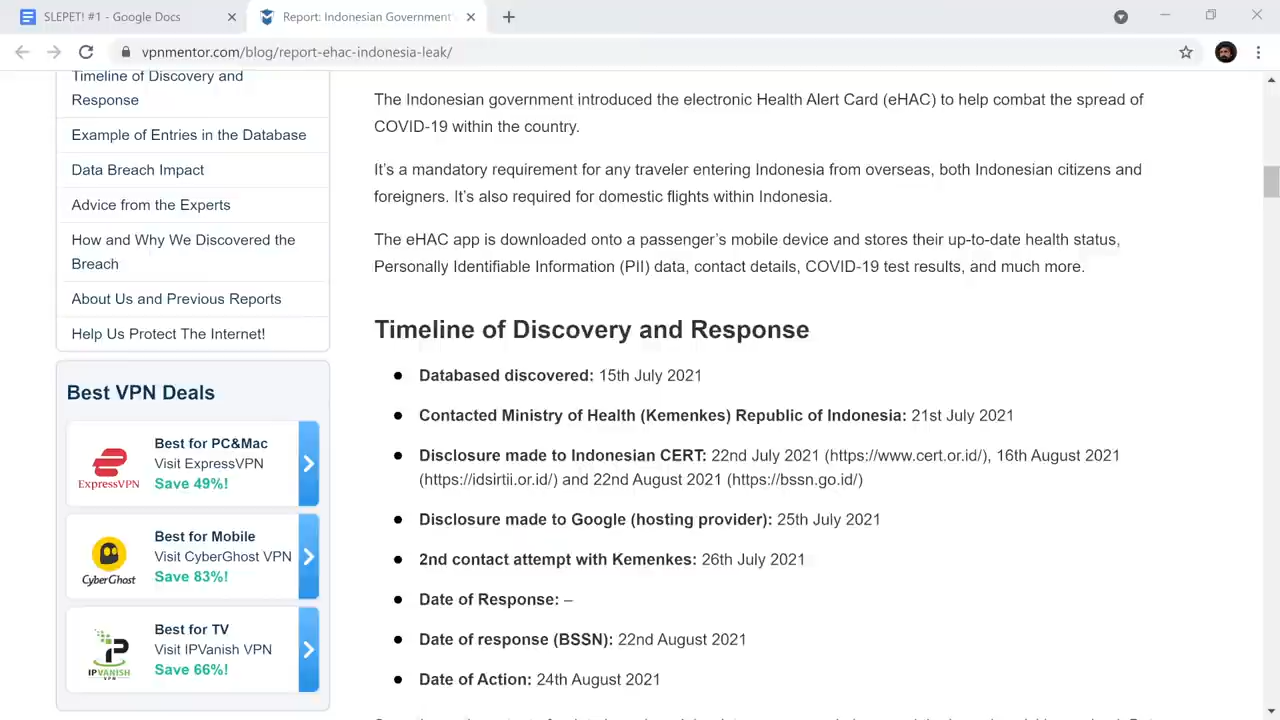 SLEPET! #1 - Google Docs
Report: Indonesian Government'
vpnmentor.com/blog/report-ehac-indonesia-leak/
Timeline of Discovery and
Response
Example of Entries in the Database
Data Breach Impact
Advice from the Experts
How and Why We Discovered the
Breach
About Us and Previous Reports
Help Us Protect The Internet!
Best VPN Deals
Best for PC&Mac
Visit ExpressVPN
Save 49%!
ExpressVPN
Best for Mobile
Visit CyberGhost VPN
Save 83%!
CyberGhost
Best for TV
Visit IPVanish VPN
Save 66%!
IPVANISH
VPN
The Indonesian government introduced the electronic Health Alert Card (eHAC) to help combat the spread of
COVID-19 within the country.
It's a mandatory requirement for any traveler entering Indonesia from overseas, both Indonesian citizens and
foreigners. It's also required for domestic flights within Indonesia.
The eHAC app is downloaded onto a passenger's mobile device and stores their up-to-date health status,
Personally Identifiable Information (PII) data, contact details, COVID-19 test results, and much more.
Timeline of Discovery and Response
● Databased discovered: 15th July 2021
● Contacted Ministry of Health (Kemenkes) Republic of Indonesia: 21st July 2021
● Disclosure made to Indonesian CERT: 22nd July 2021 (https://www.cert.or.id/), 16th August 2021
(https://idsirtii.or.id/) and 22nd August 2021 (https://bssn.go.id/)
● Disclosure made to Google (hosting provider): 25th July 2021
● 2nd contact attempt with Kemenkes: 26th July 2021
● Date of Response: –
● Date of response (BSSN): 22nd August 2021
● Date of Action: 24th August 2021